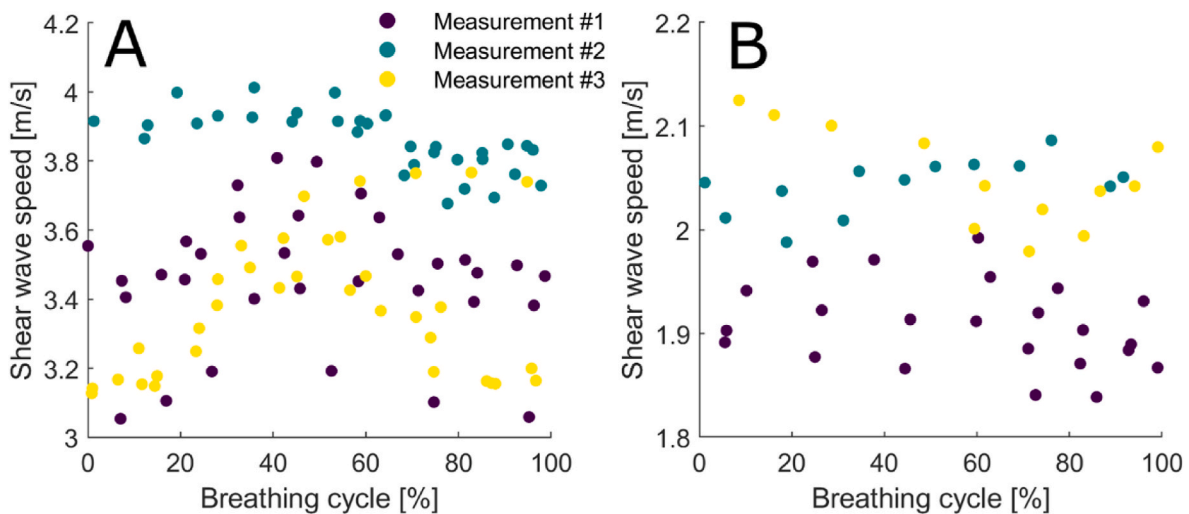 A
Measurement #1
Measurement #2
Measurement #3
Shear wave speed [m/s]
4.2
4
3.8
3.6
3.4
3.2
3
0 20 40 60 80 100
Breathing cycle [%]
B
Shear wave speed [m/s]
2.2
2.1
2
1.9
1.8
0 20 40 60 80 100
Breathing cycle [%]